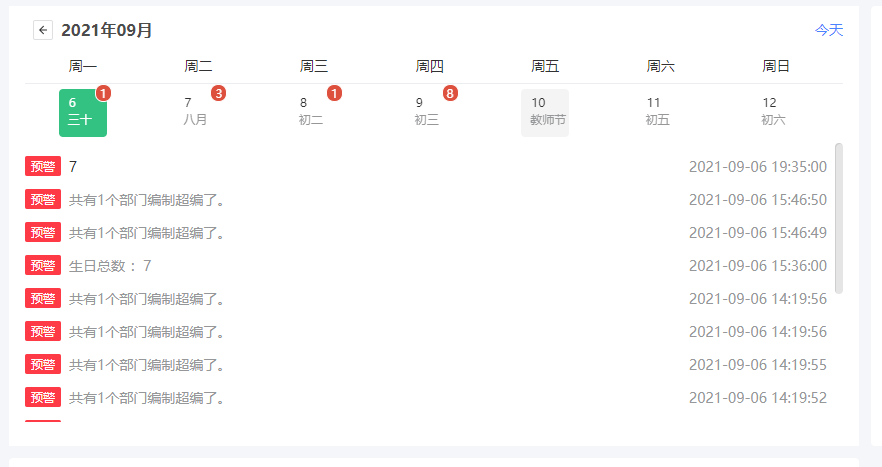 2021年09月 今天
周一 周二 周三 周四 周五 周六 周日
6 1 7 3 8 1 9 8 10 11 12
三十 八月 初二 初三 教师节 初五 初六
预警 7 2021-09-06 19:35:00
预警 共有1个部门编制超编了。 2021-09-06 15:46:50
预警 共有1个部门编制超编了。 2021-09-06 15:46:49
预警 生日总数： 7 2021-09-06 15:36:00
预警 共有1个部门编制超编了。 2021-09-06 14:19:56
预警 共有1个部门编制超编了。 2021-09-06 14:19:56
预警 共有1个部门编制超编了。 2021-09-06 14:19:55
预警 共有1个部门编制超编了。 2021-09-06 14:19:52